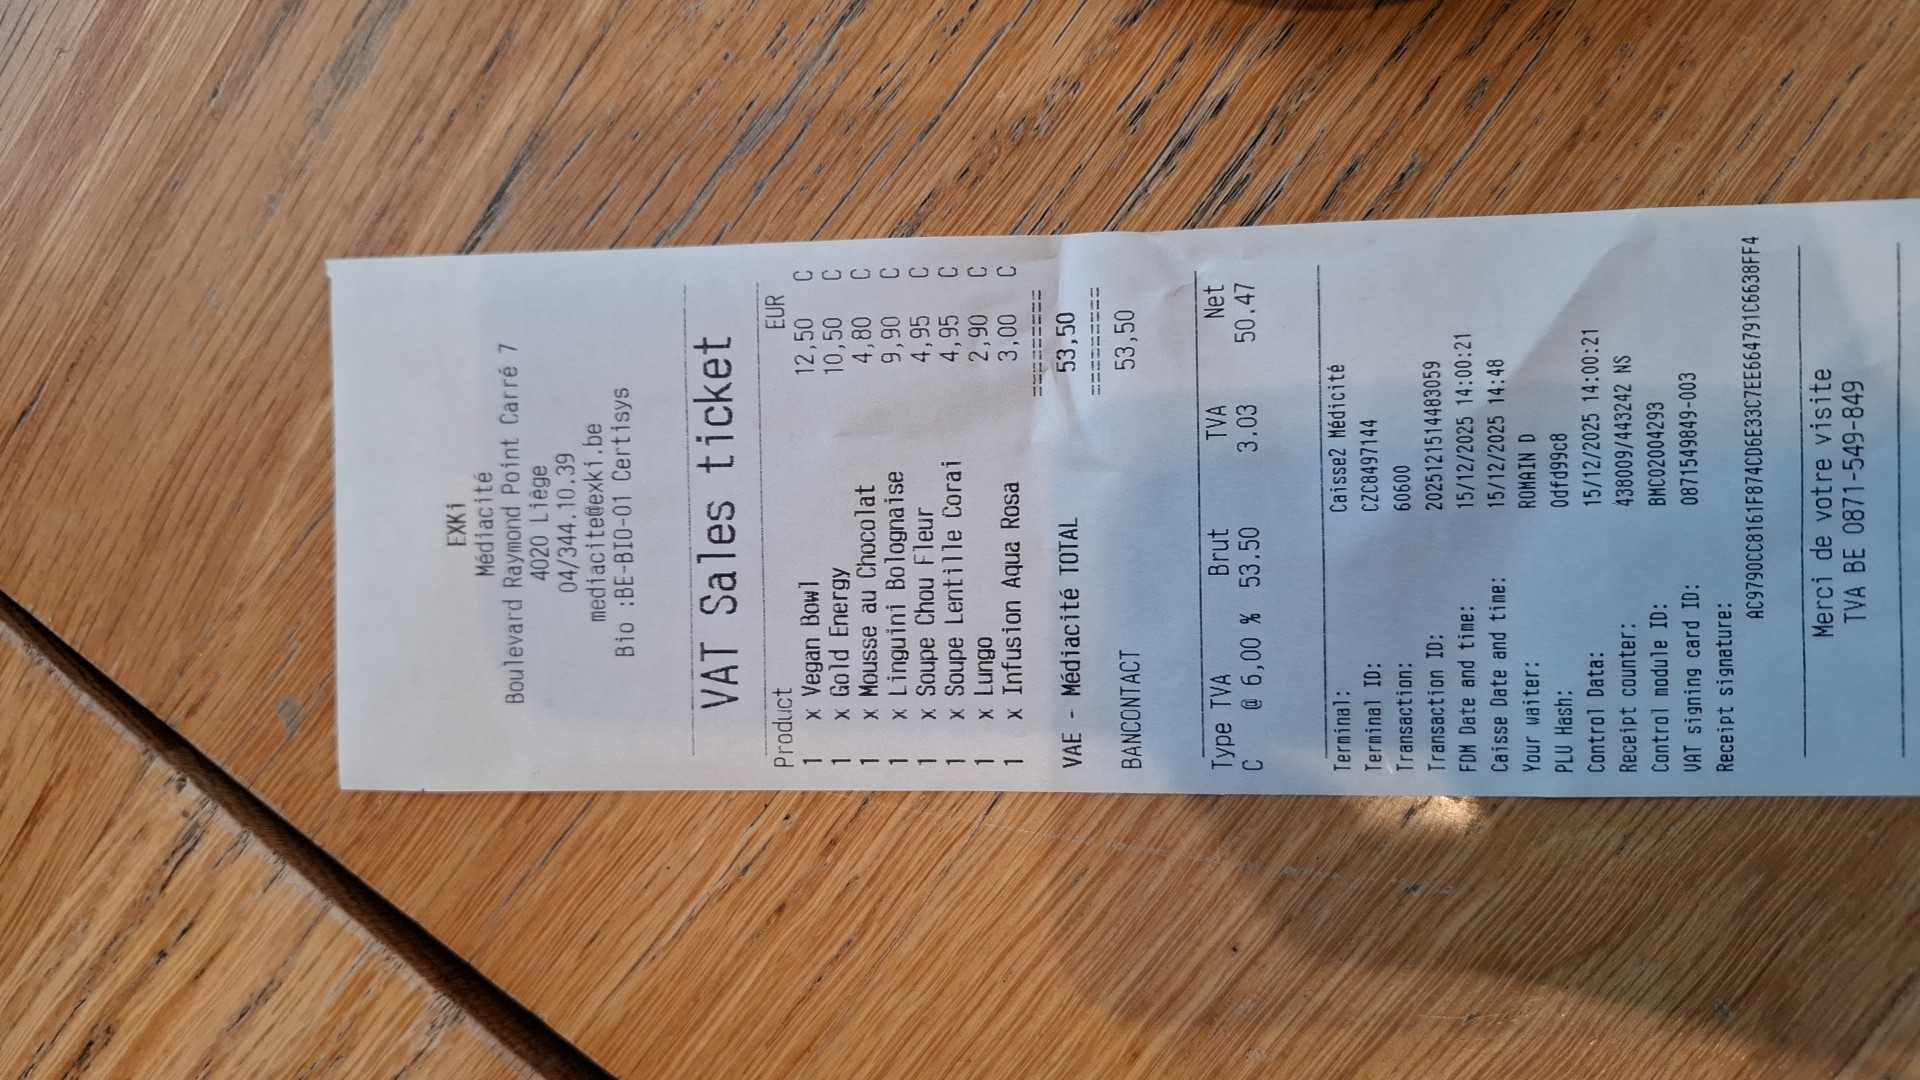 EXKi
Médiacité
Boulevard Raymond Point Carré 7
4020 Liège
04/344.10.39
mediacite@exki.be
Bio :BE-BIO-01 Certisys
VAT Sales ticket
Product EUR
1 x Vegan Bowl 12,50 C
1 x Gold Energy 10,50 C
1 x Mousse au Chocolat 4,80 C
1 x Linguini Bolognaise 9,90 C
1 x Soupe Chou Fleur 4,95 C
1 x Soupe Lentille Corai 4,95 C
1 x Lungo 2,90 C
1 x Infusion Aqua Rosa 3,00 C
=========
VAE - Médiacité TOTAL 53,50
=========
BANCONTACT 53,50
Type TVA Brut TVA Net
C @ 6,00 % 53.50 3.03 50.47
Terminal: Caisse2 Médicité
Terminal ID: CZC8497144
Transaction: 60600
Transaction ID: 20251215144483059
FDM Date and time: 15/12/2025 14:00:21
Caisse Date and time: 15/12/2025 14:48
Your waiter: ROMAIN D
PLU Hash: 0dfd99c8
Control Data: 15/12/2025 14:00:21
Receipt counter: 438009/443242 NS
Control module ID: BMC02004293
VAT signing card ID: 0871549849-003
Receipt signature:
AC9790CC8161F874CD6E33C7EE664791C6638FF4
Merci de votre visite
TVA BE 0871-549-849